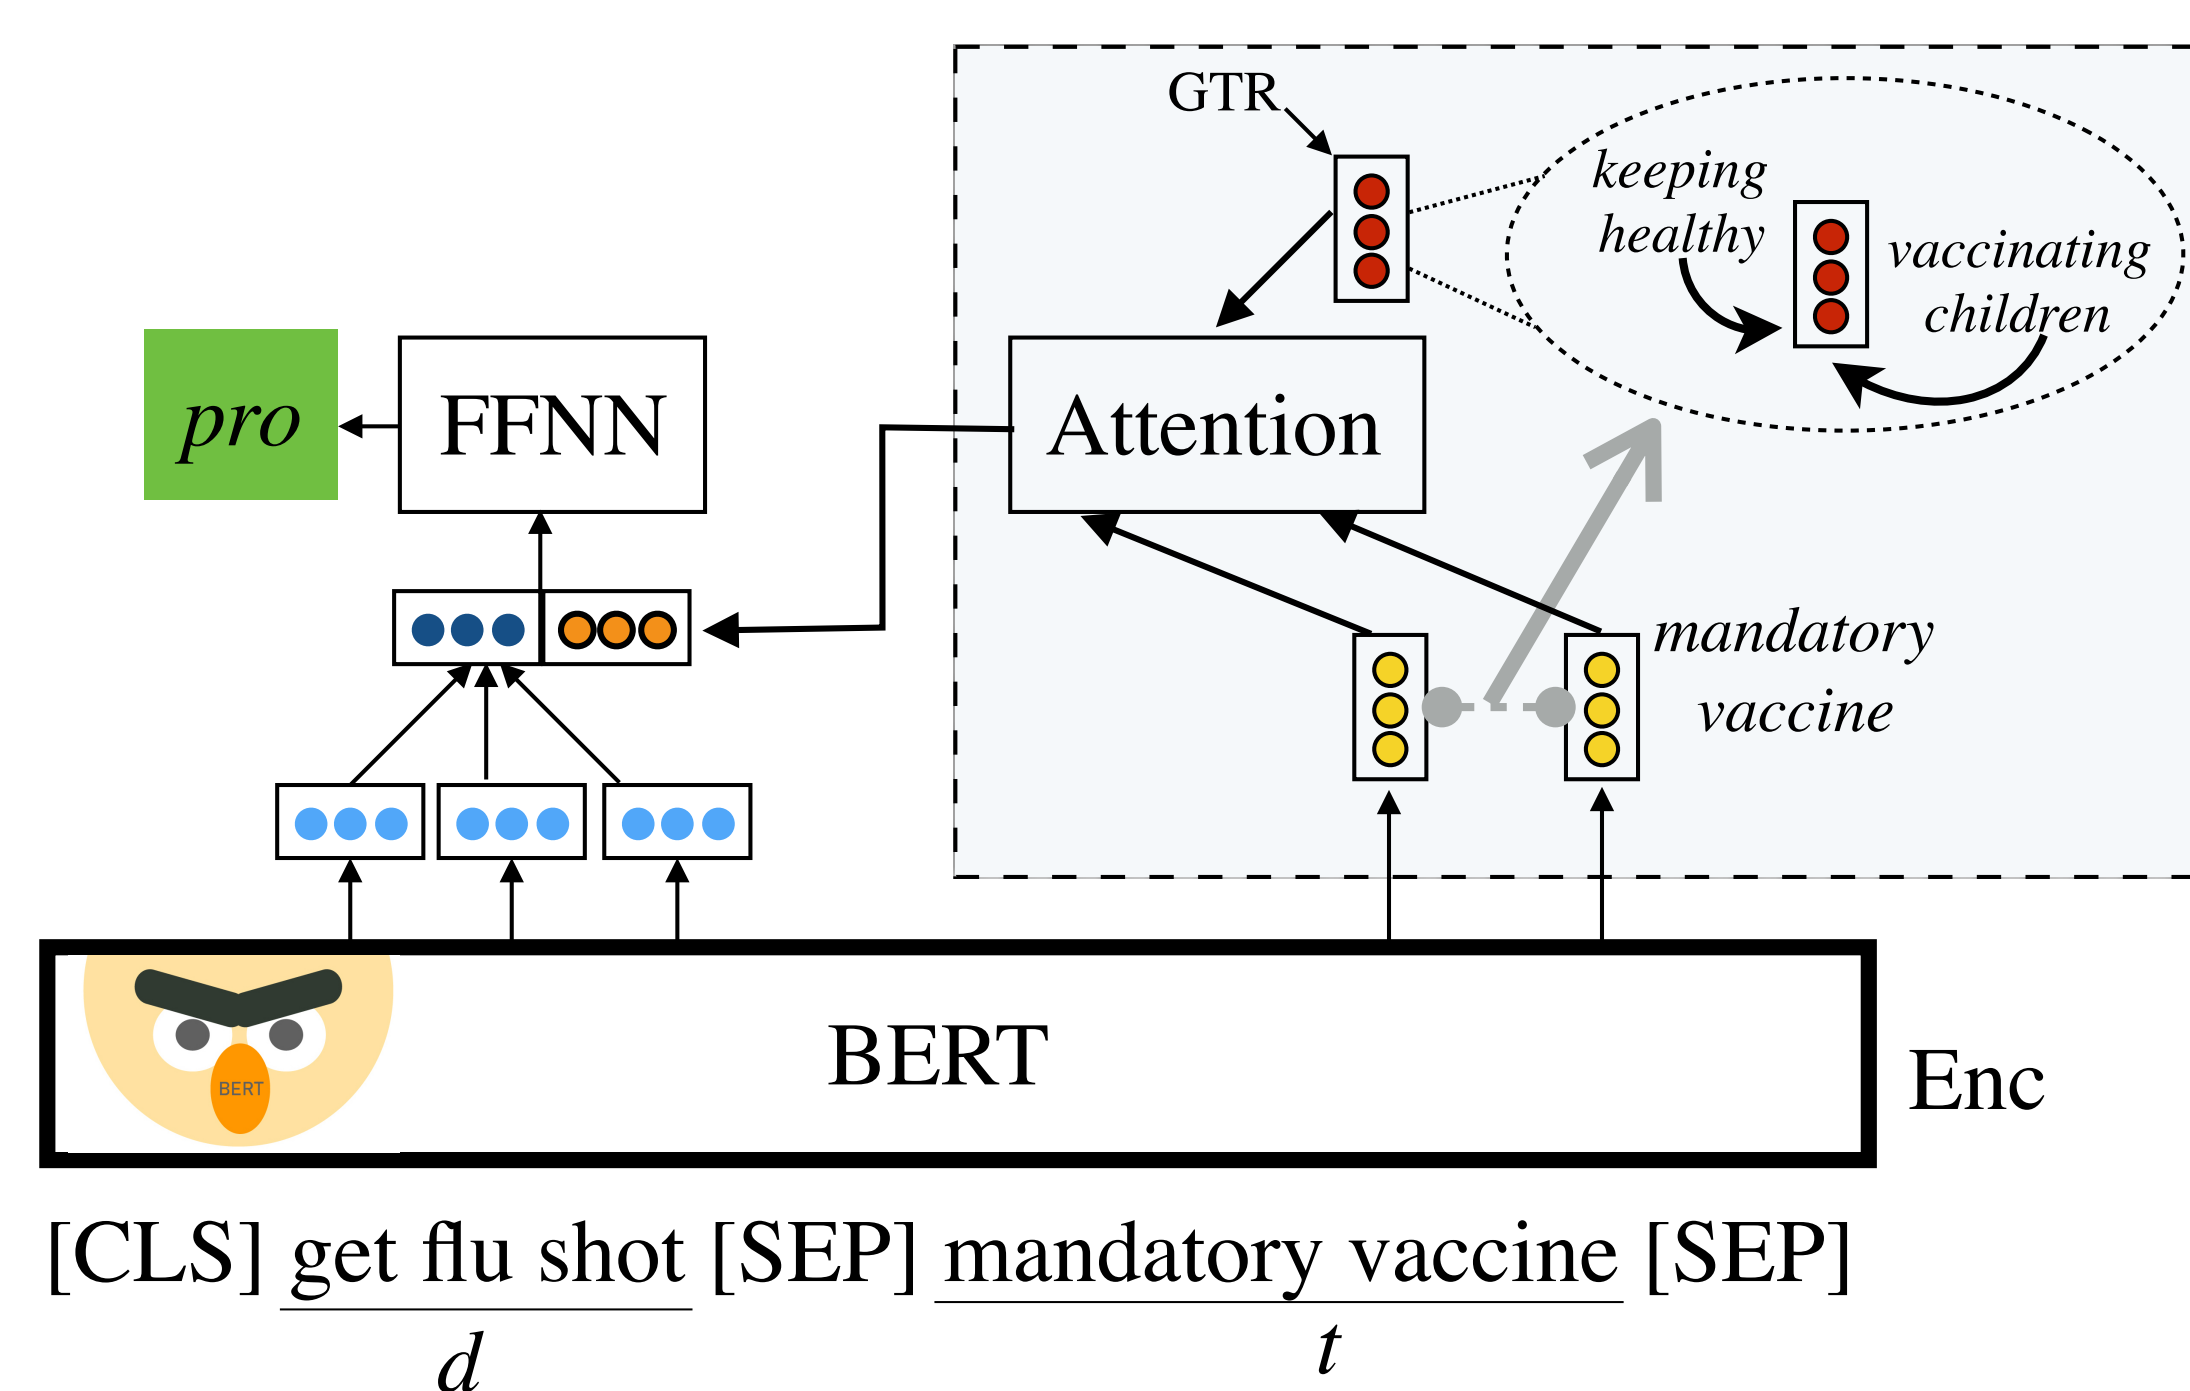 GTR
keeping
healthy
vaccinating
children
pro
FFNN
Attention
mandatory
vaccine
BERT
BERT
Enc
[CLS] get flu shot [SEP] mandatory vaccine [SEP]
d
t